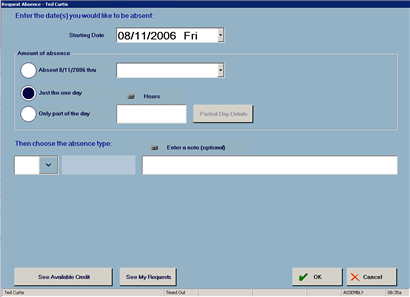 Request Absence - Ted Curtis
Enter the date(s) you would like to be absent:
Starting Date 08/11/2006 Fri
Amount of absence
Absent 8/11/2006 thru
Just the one day Hours
Only part of the day Partial Day Details
Then choose the absence type: Enter a note (optional)
See Available Credit See My Requests OK Cancel
Ted Curtis Timed Out ASSEMBLY 08:35a